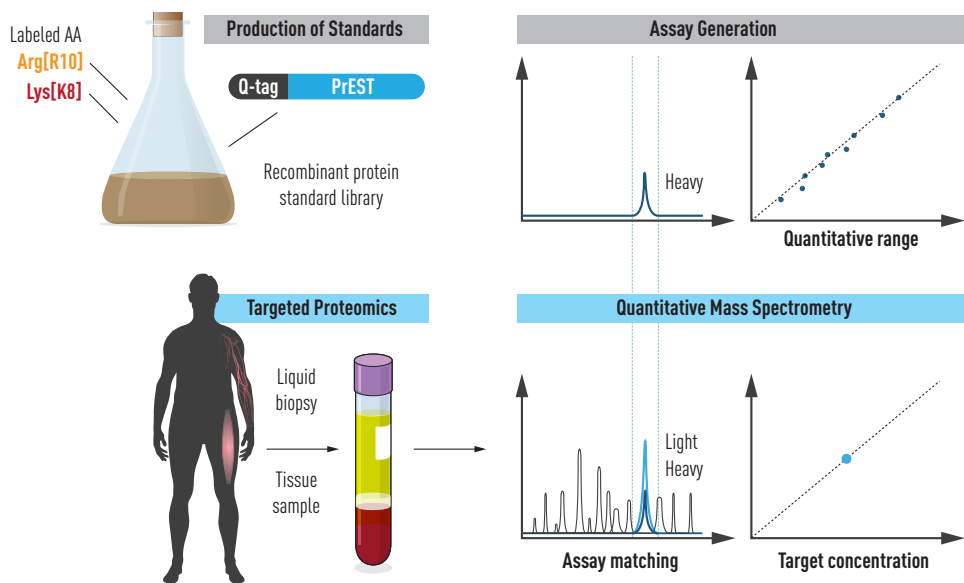 Labeled AA
Arg[R10]
Lys[K8]
Production of Standards
Q-tag PrEST
Recombinant protein
standard library
Assay Generation
Heavy
Quantitative range
Targeted Proteomics
Liquid
biopsy
Tissue
sample
Quantitative Mass Spectrometry
Light
Heavy
Assay matching
Target concentration